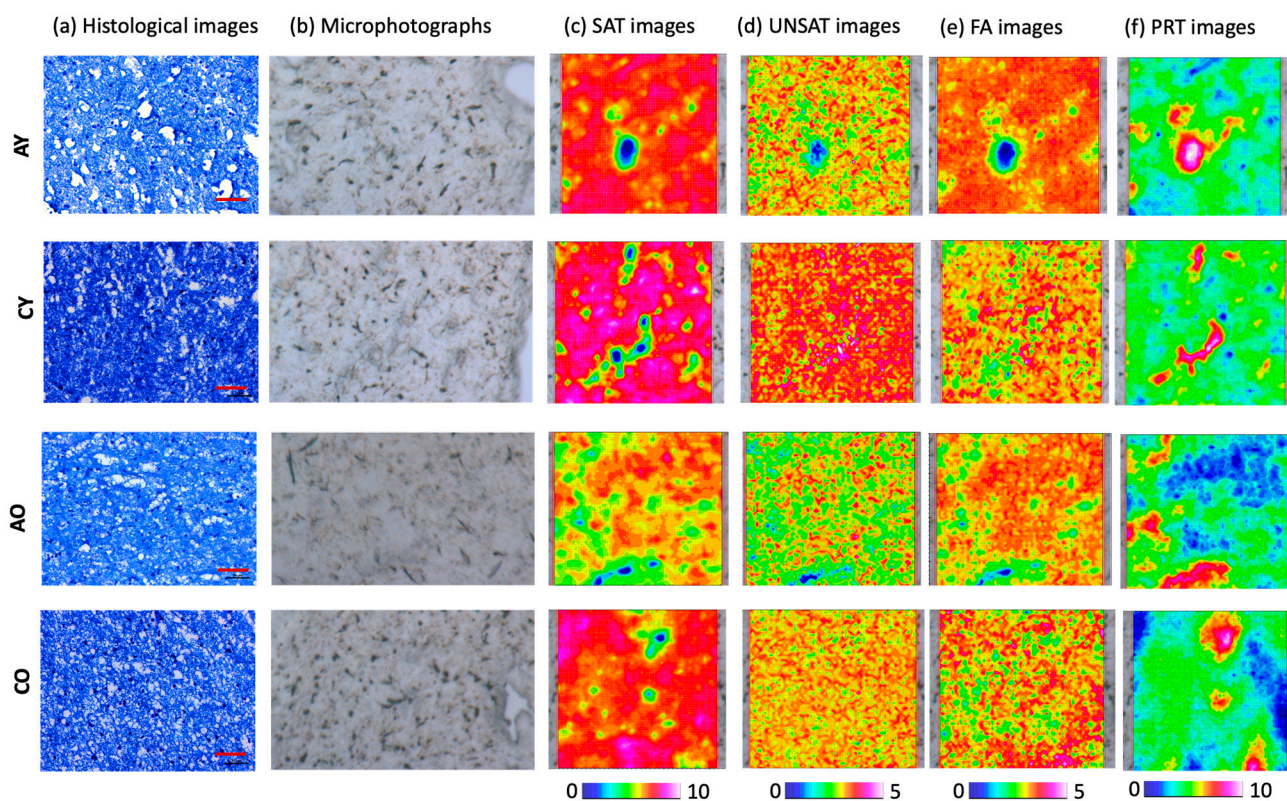 (a) Histological images (b) Microphotographs (c) SAT images (d) UNSAT images (e) FA images (f) PRT images
AY
CY
AO
CO
0 10 0 5 0 5 0 10